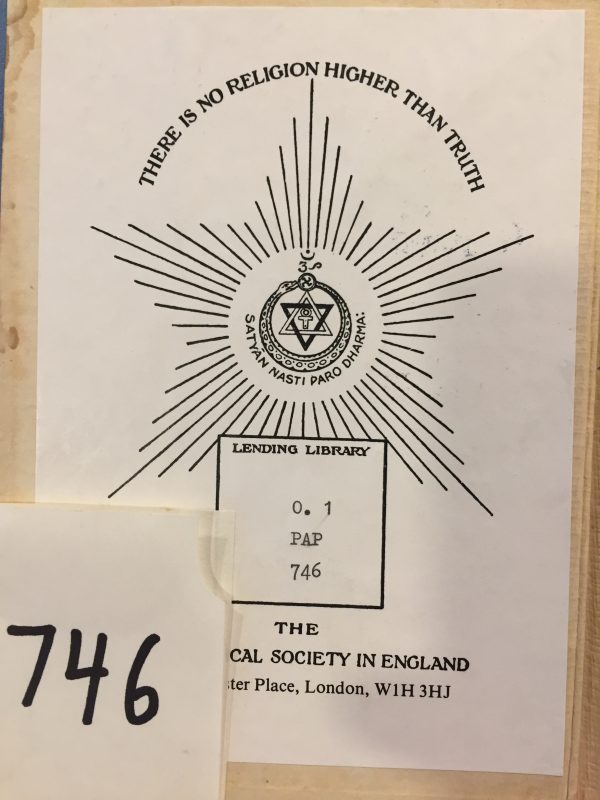 THERE IS NO RELIGION HIGHER THAN TRUTH
ॐ
SATYAN NASTI PARO DHARMA:
LENDING LIBRARY
0. 1
PAP
746
THE
CAL SOCIETY IN ENGLAND
ter Place, London, W1H 3HJ
746